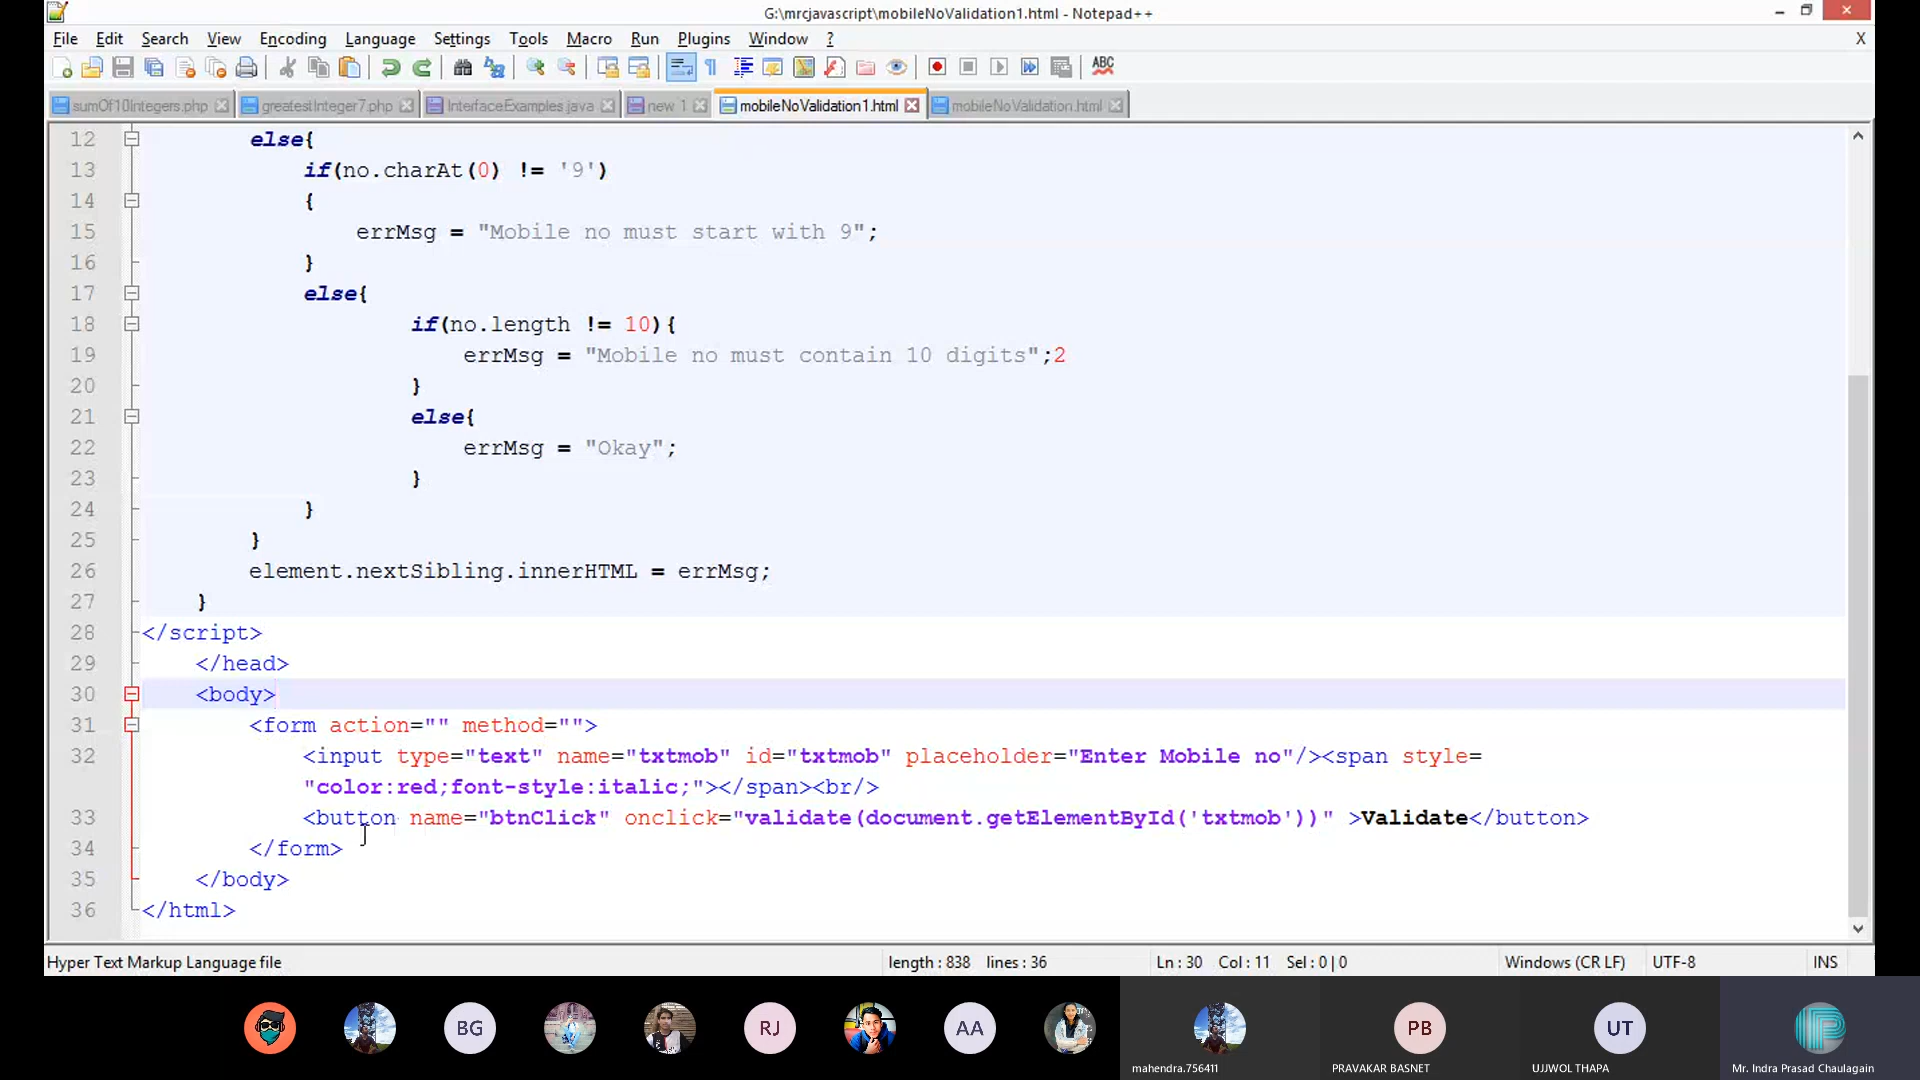 G:\mrcjavascript\mobileNoValidation1.html - Notepad++
File Edit Search View Encoding Language Settings Tools Macro Run Plugins Window ? X
ABC
sumOf10Integers.php greatestInteger7.php InterfaceExamples.java new 1 mobileNoValidation1.html mobileNoValidation.html
12 else{
13 if(no.charAt(0) != '9')
14 {
15 errMsg = "Mobile no must start with 9";
16 }
17 else{
18 if(no.length != 10){
19 errMsg = "Mobile no must contain 10 digits";2
20 }
21 else{
22 errMsg = "Okay";
23 }
24 }
25 }
26 element.nextSibling.innerHTML = errMsg;
27 }
28 </script>
29 </head>
30 <body>
31 <form action="" method="">
32 <input type="text" name="txtmob" id="txtmob" placeholder="Enter Mobile no"/><span style=
"color:red;font-style:italic;"></span><br/>
33 <button name="btnClick" onclick="validate(document.getElementById('txtmob'))" >Validate</button>
34 </form>
35 </body>
36 </html>
Hyper Text Markup Language file length : 838 lines : 36 Ln : 30 Col : 11 Sel : 0 | 0 Windows (CR LF) UTF-8 INS
BG RJ AA PB UT
mahendra.756411 PRAVAKAR BASNET UJJWOL THAPA Mr. Indra Prasad Chaulagain